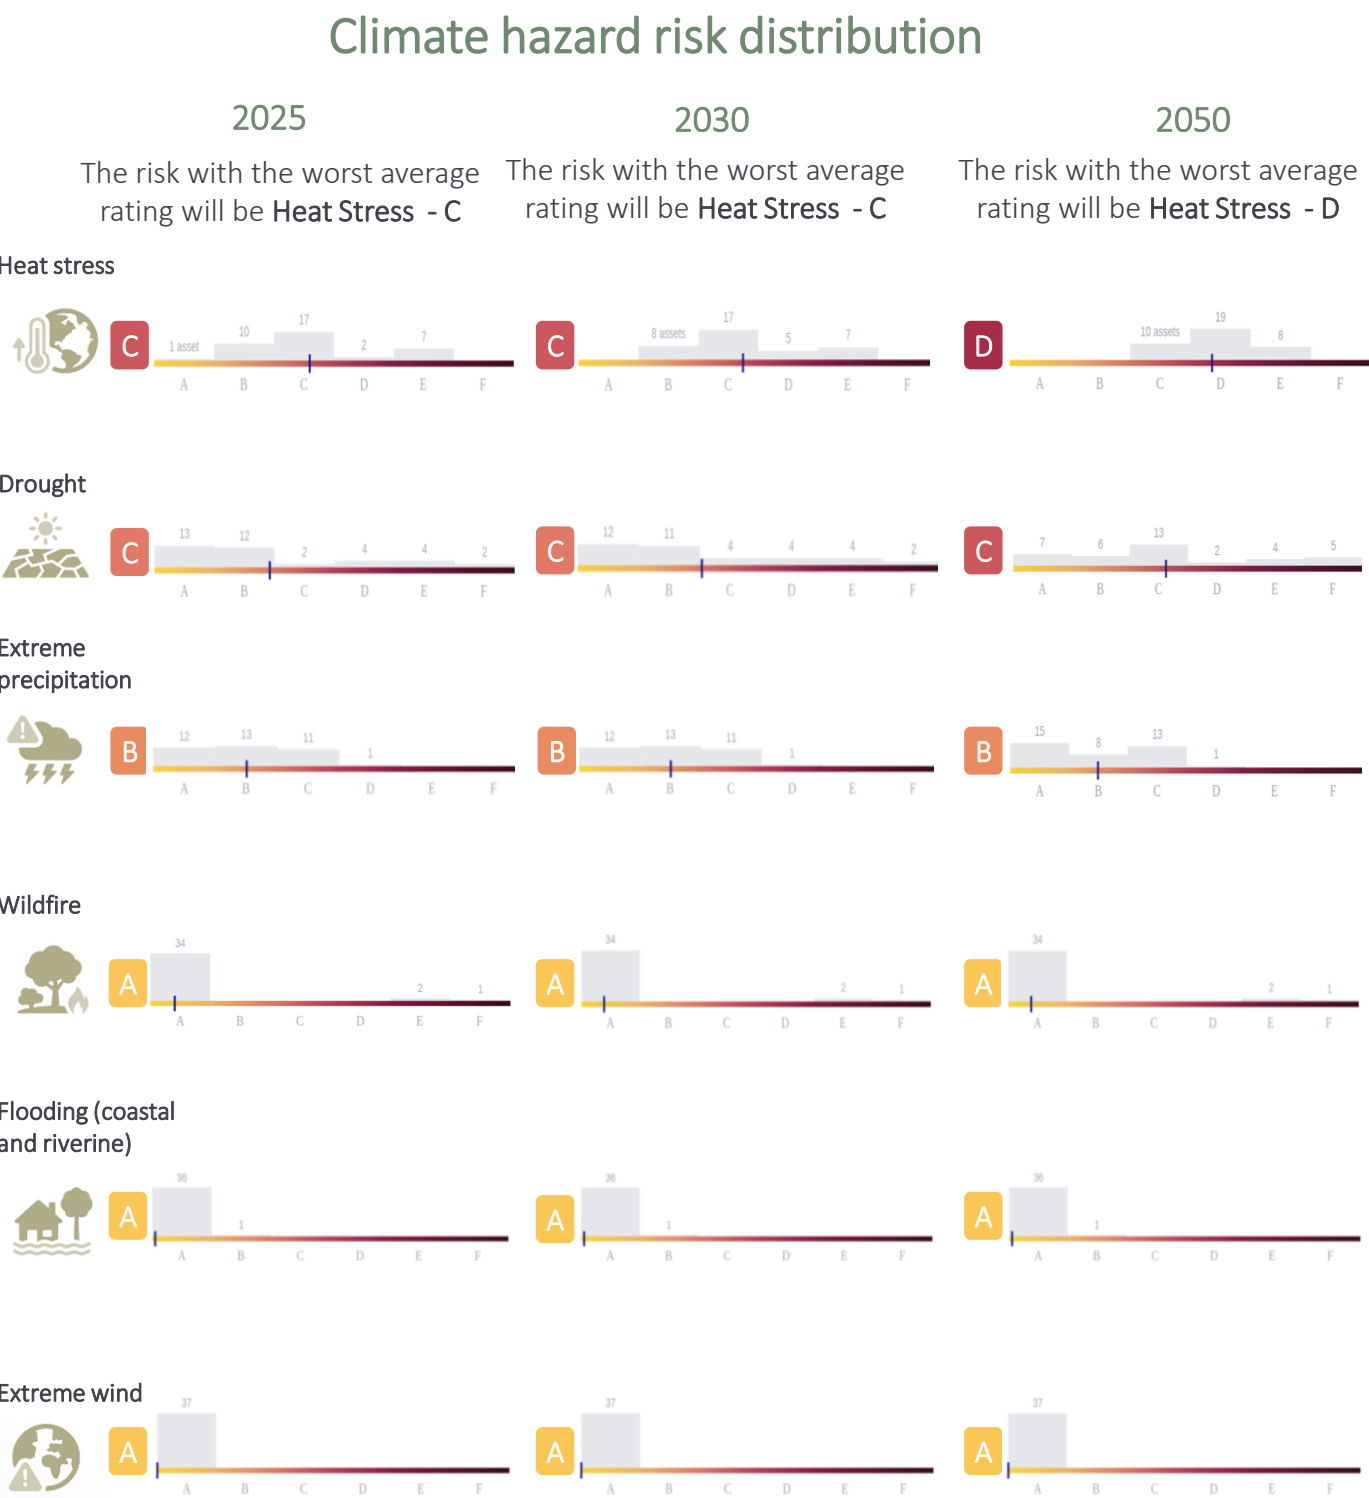 Climate hazard risk distribution
2025
The risk with the worst average
rating will be Heat Stress - C
2030
The risk with the worst average
rating will be Heat Stress - C
2050
The risk with the worst average
rating will be Heat Stress - D
Heat stress
C
1 asset 10 17 2 7
A B C D E F
C
8 assets 17 5 7
A B C D E F
D
10 assets 19 8
A B C D E F
Drought
C
13 12 2 4 4 2
A B C D E F
C
12 11 4 4 4 2
A B C D E F
C
7 6 13 2 4 5
A B C D E F
Extreme
precipitation
B
12 13 11 1
A B C D E F
B
12 13 11 1
A B C D E F
B
15 8 13 1
A B C D E F
Wildfire
A
34 2 1
A B C D E F
A
34 2 1
A B C D E F
A
34 2 1
A B C D E F
Flooding (coastal
and riverine)
A
36 1
A B C D E F
A
36 1
A B C D E F
A
36 1
A B C D E F
Extreme wind
A
37
A B C D E F
A
37
A B C D E F
A
37
A B C D E F